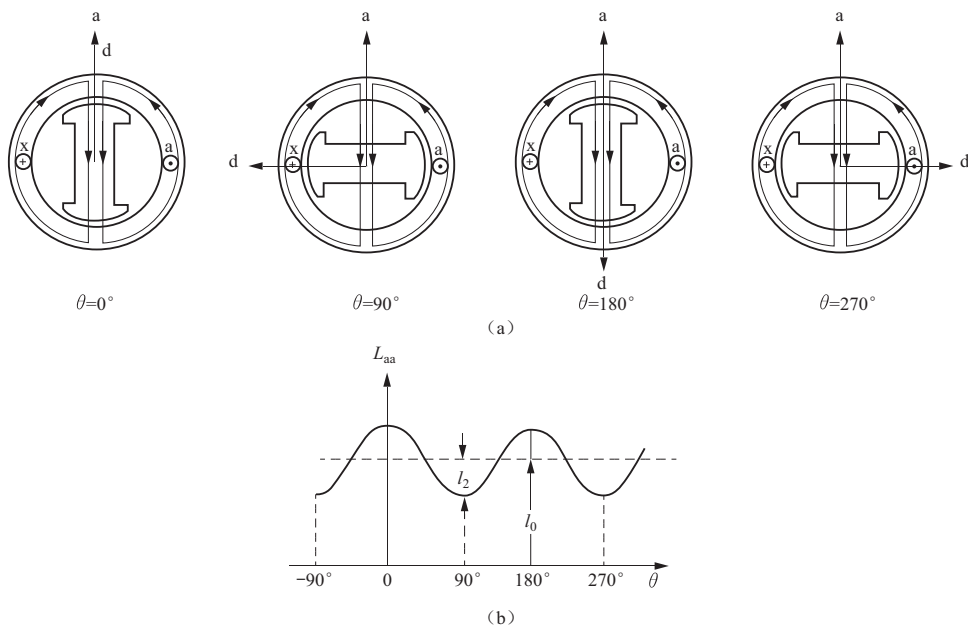 a a a a
d
x a x a x a x a
d d
d
θ=0° θ=90° θ=180° θ=270°
（a）
Laa
l2
l0
−90° 0 90° 180° 270° θ
（b）